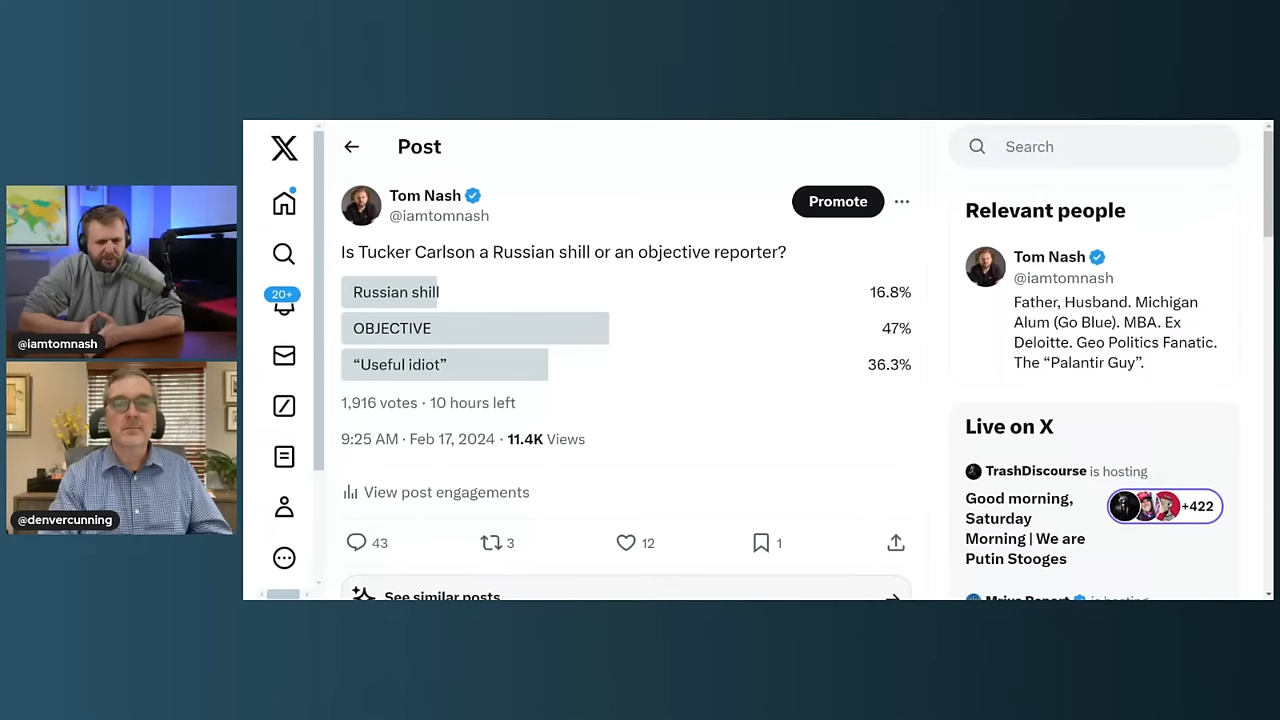 @iamtomnash
@denvercunning
20+
Post
Tom Nash
@iamtomnash
Promote
Is Tucker Carlson a Russian shill or an objective reporter?
Russian shill 16.8%
OBJECTIVE 47%
“Useful idiot” 36.3%
1,916 votes · 10 hours left
9:25 AM · Feb 17, 2024 · 11.4K Views
View post engagements
43 3 12 1
See similar posts
Search
Relevant people
Tom Nash
@iamtomnash
Father, Husband. Michigan
Alum (Go Blue). MBA. Ex
Deloitte. Geo Politics Fanatic.
The “Palantir Guy”.
Live on X
TrashDiscourse is hosting
Good morning,
Saturday
Morning | We are
Putin Stooges
+422
is hosting